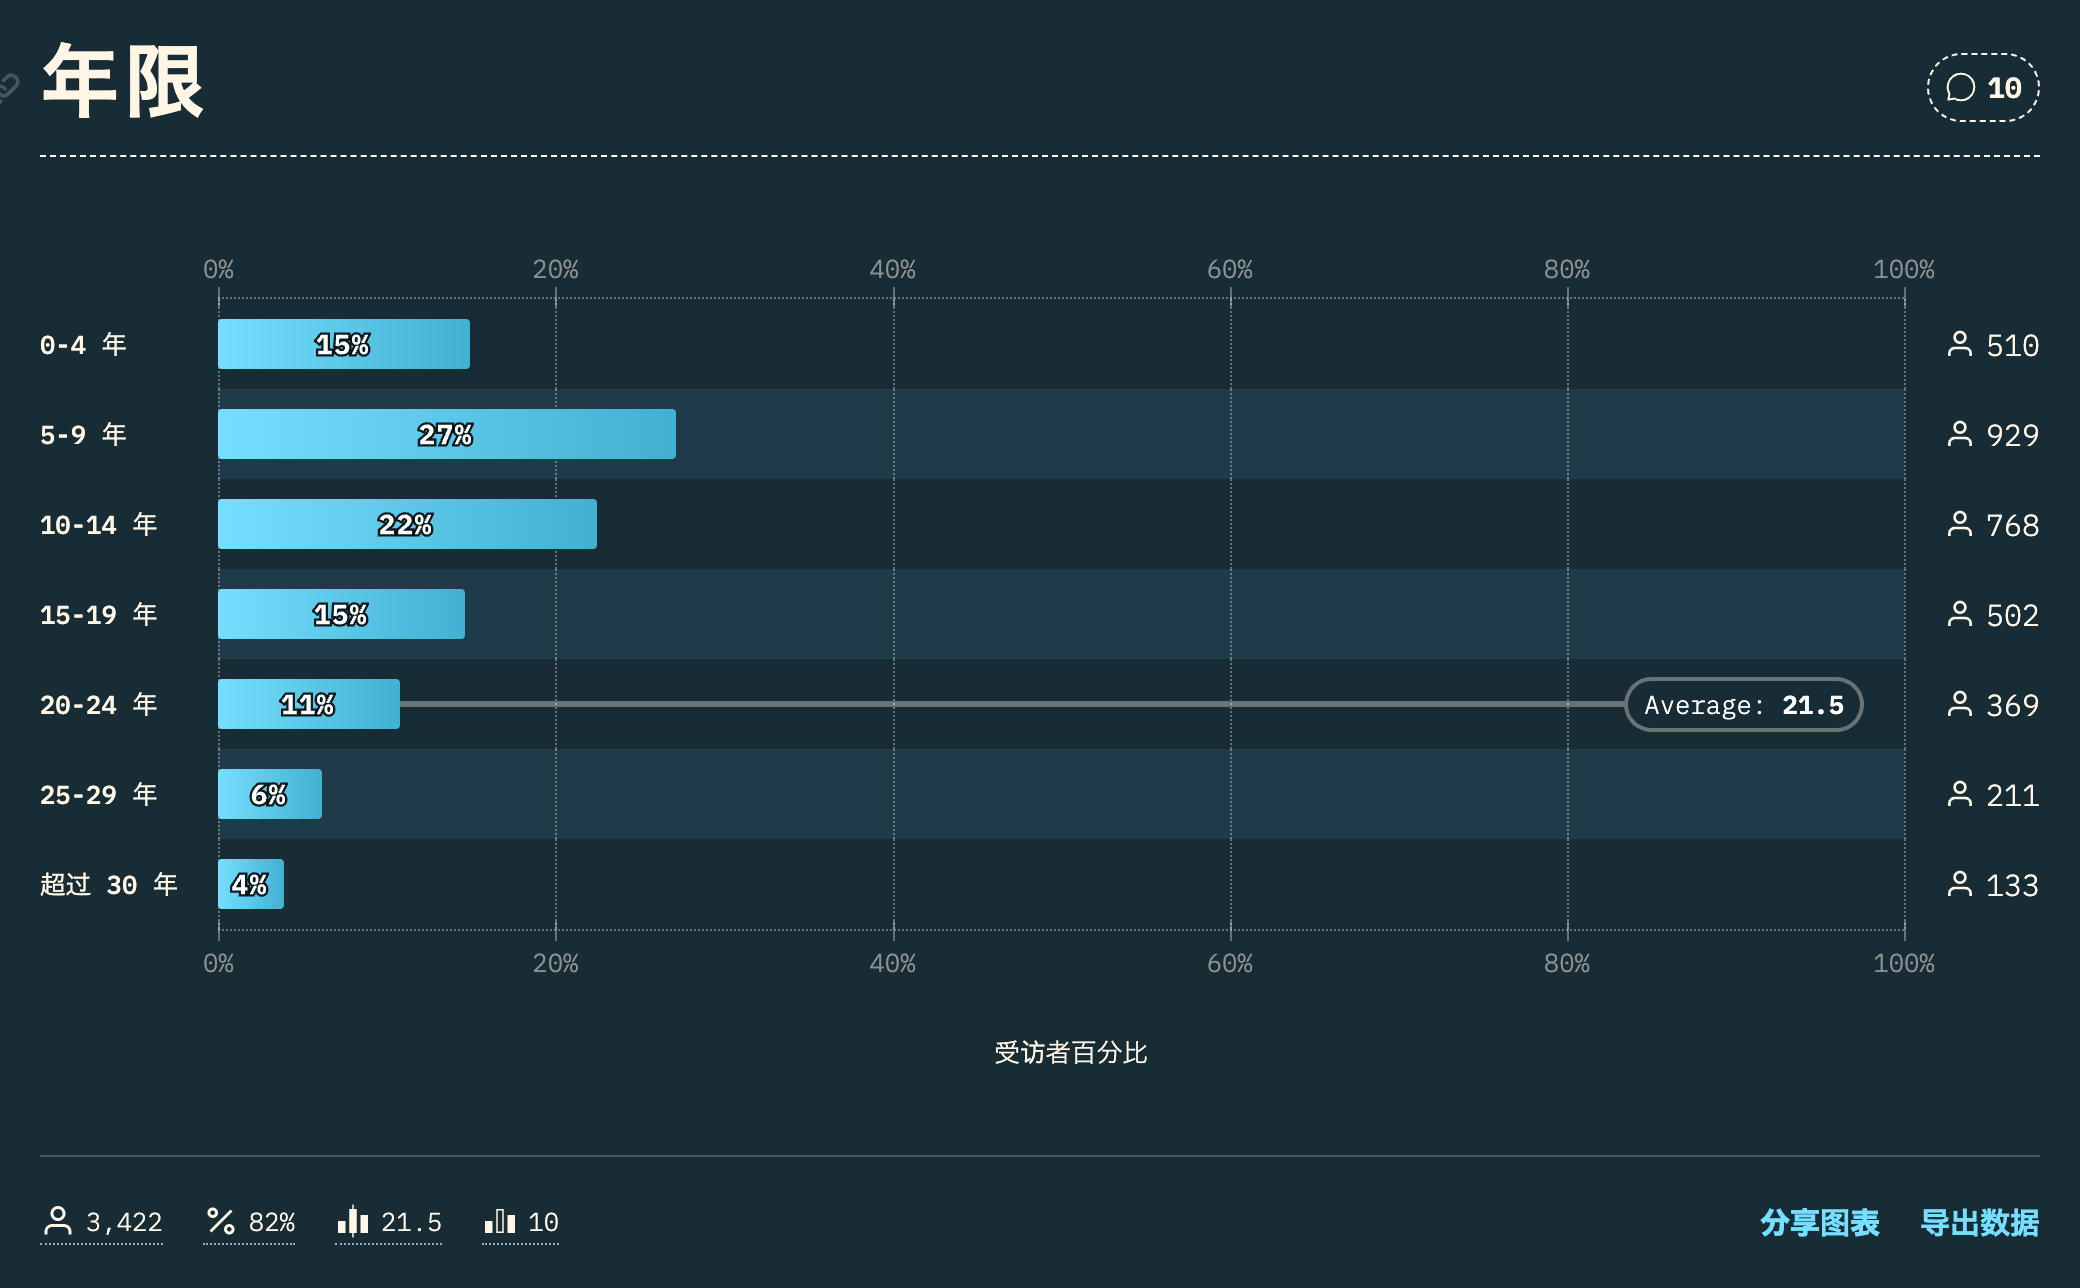 年限
10
0% 20% 40% 60% 80% 100%
0-4 年 15% 510
5-9 年 27% 929
10-14 年 22% 768
15-19 年 15% 502
20-24 年 11% Average: 21.5 369
25-29 年 6% 211
超过 30 年 4% 133
0% 20% 40% 60% 80% 100%
受访者百分比
3,422 82% 21.5 10 分享图表 导出数据